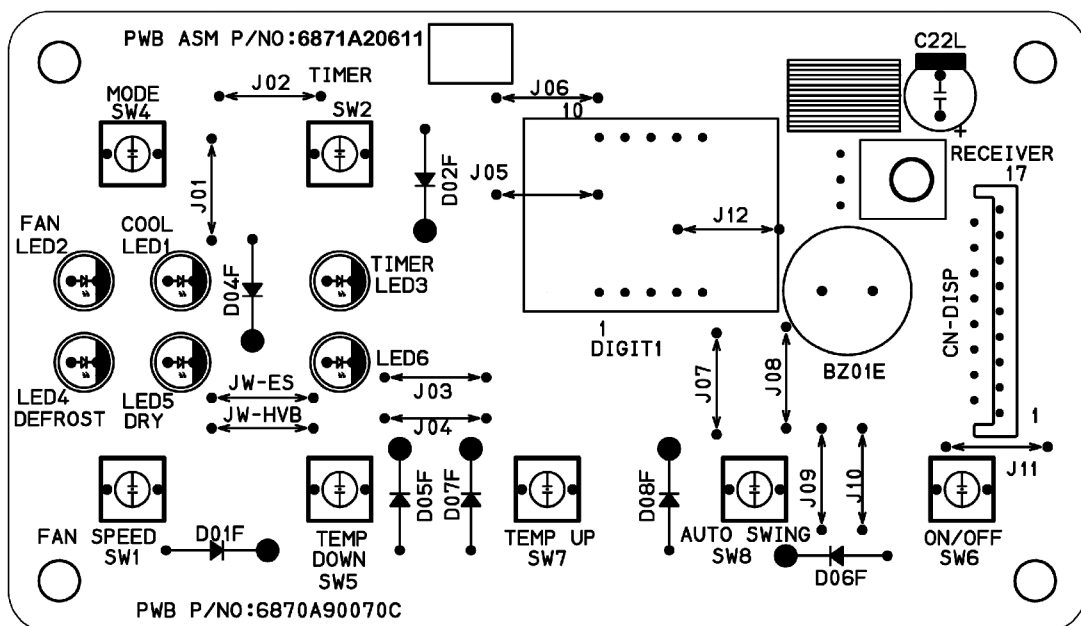 PWB ASM P/NO:6871A20611
C22L
+
TIMER
J02
J06
MODE
SW4
SW2
10
RECEIVER
17
J01
D02F
J05
J12
FAN
LED2
COOL
LED1
TIMER
LED3
D04F
CN-DISP
1
DIGIT1
J07
J08
BZ01E
LED6
LED4
DEFROST
LED5
DRY
JW-ES
JW-HVB
J03
J04
1
J11
D05F
D07F
D08F
J09
J10
FAN SPEED
SW1
D01F
TEMP
DOWN
SW5
TEMP UP
SW7
AUTO SWING
SW8
D06F
ON/OFF
SW6
PWB P/NO:6870A90070C